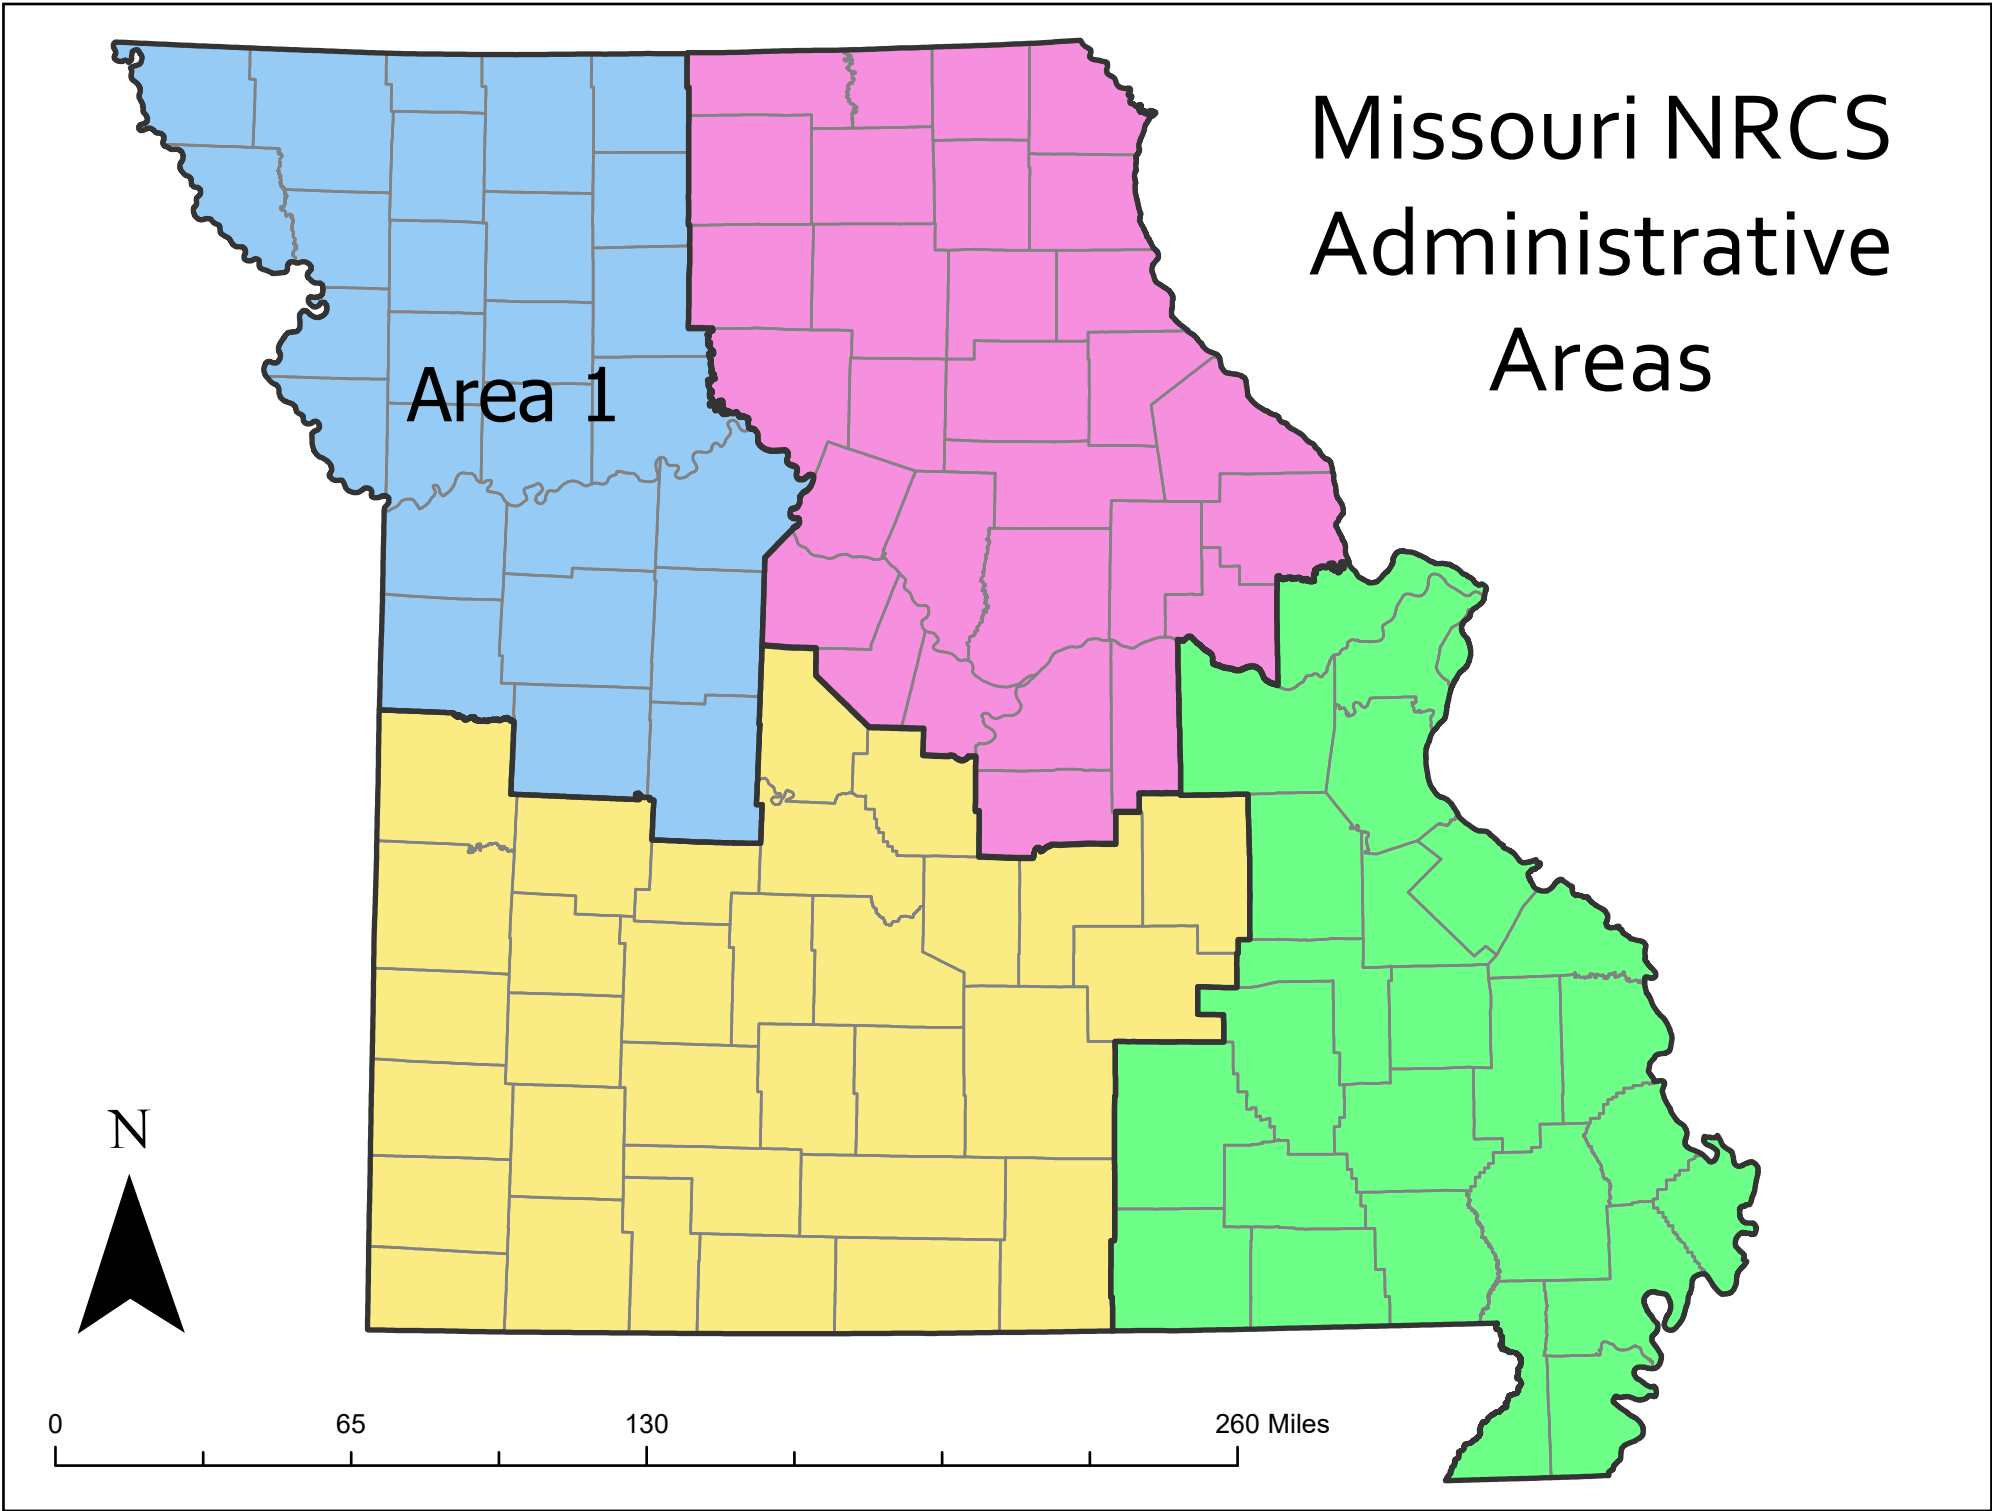 Missouri NRCS
Administrative
Areas
Area 1
N
0 65 130 260 Miles